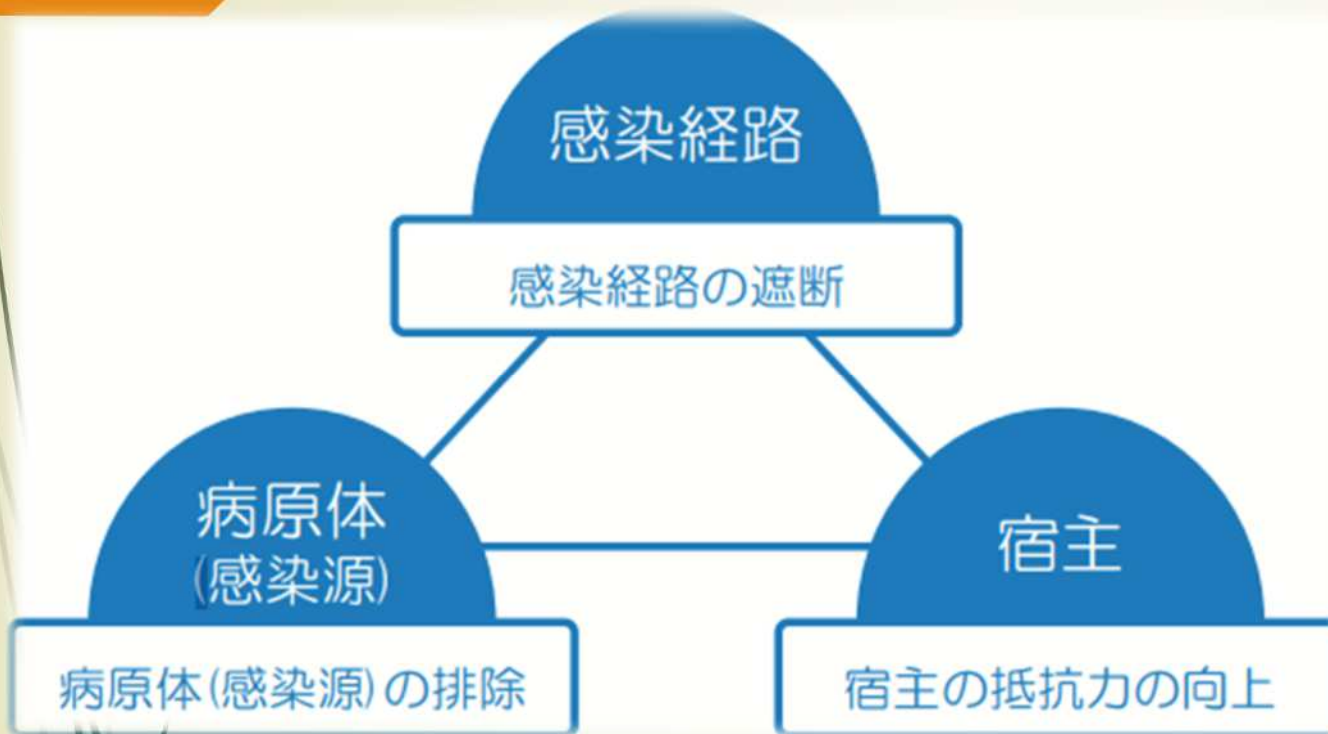 感染経路
感染経路の遮断
病原体
(感染源)
宿主
病原体(感染源)の排除
宿主の抵抗力の向上